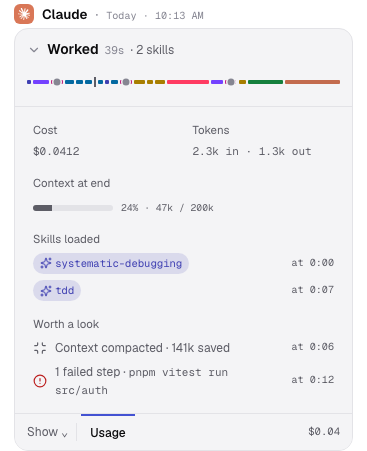 Claude · Today · 10:13 AM
Worked 39s · 2 skills
Cost Tokens
$0.0412 2.3k in · 1.3k out
Context at end
24% · 47k / 200k
Skills loaded
systematic-debugging at 0:00
tdd at 0:07
Worth a look
Context compacted · 141k saved at 0:06
1 failed step · pnpm vitest run at 0:12
src/auth
Show Usage $0.04